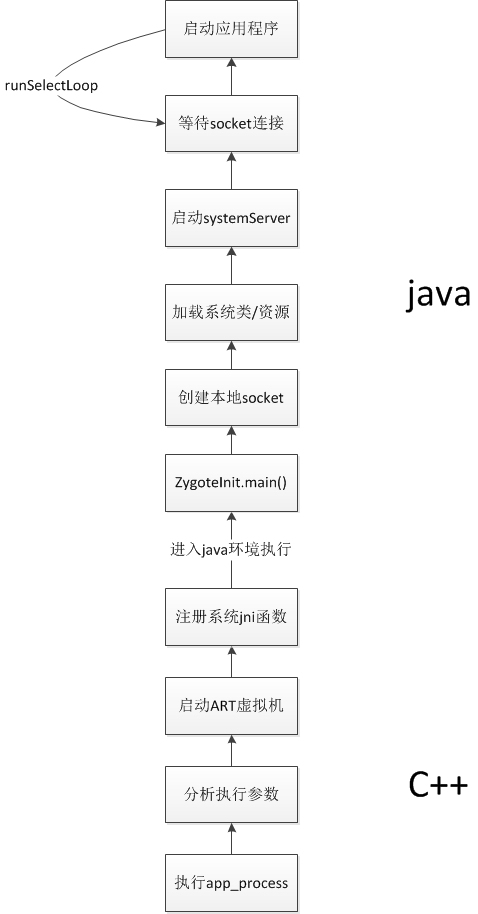 启动应用程序
runSelectLoop
等待socket连接
启动systemServer
java
加载系统类/资源
创建本地socket
ZygoteInit.main()
进入java环境执行
注册系统jni函数
启动ART虚拟机
C++
分析执行参数
执行app_process